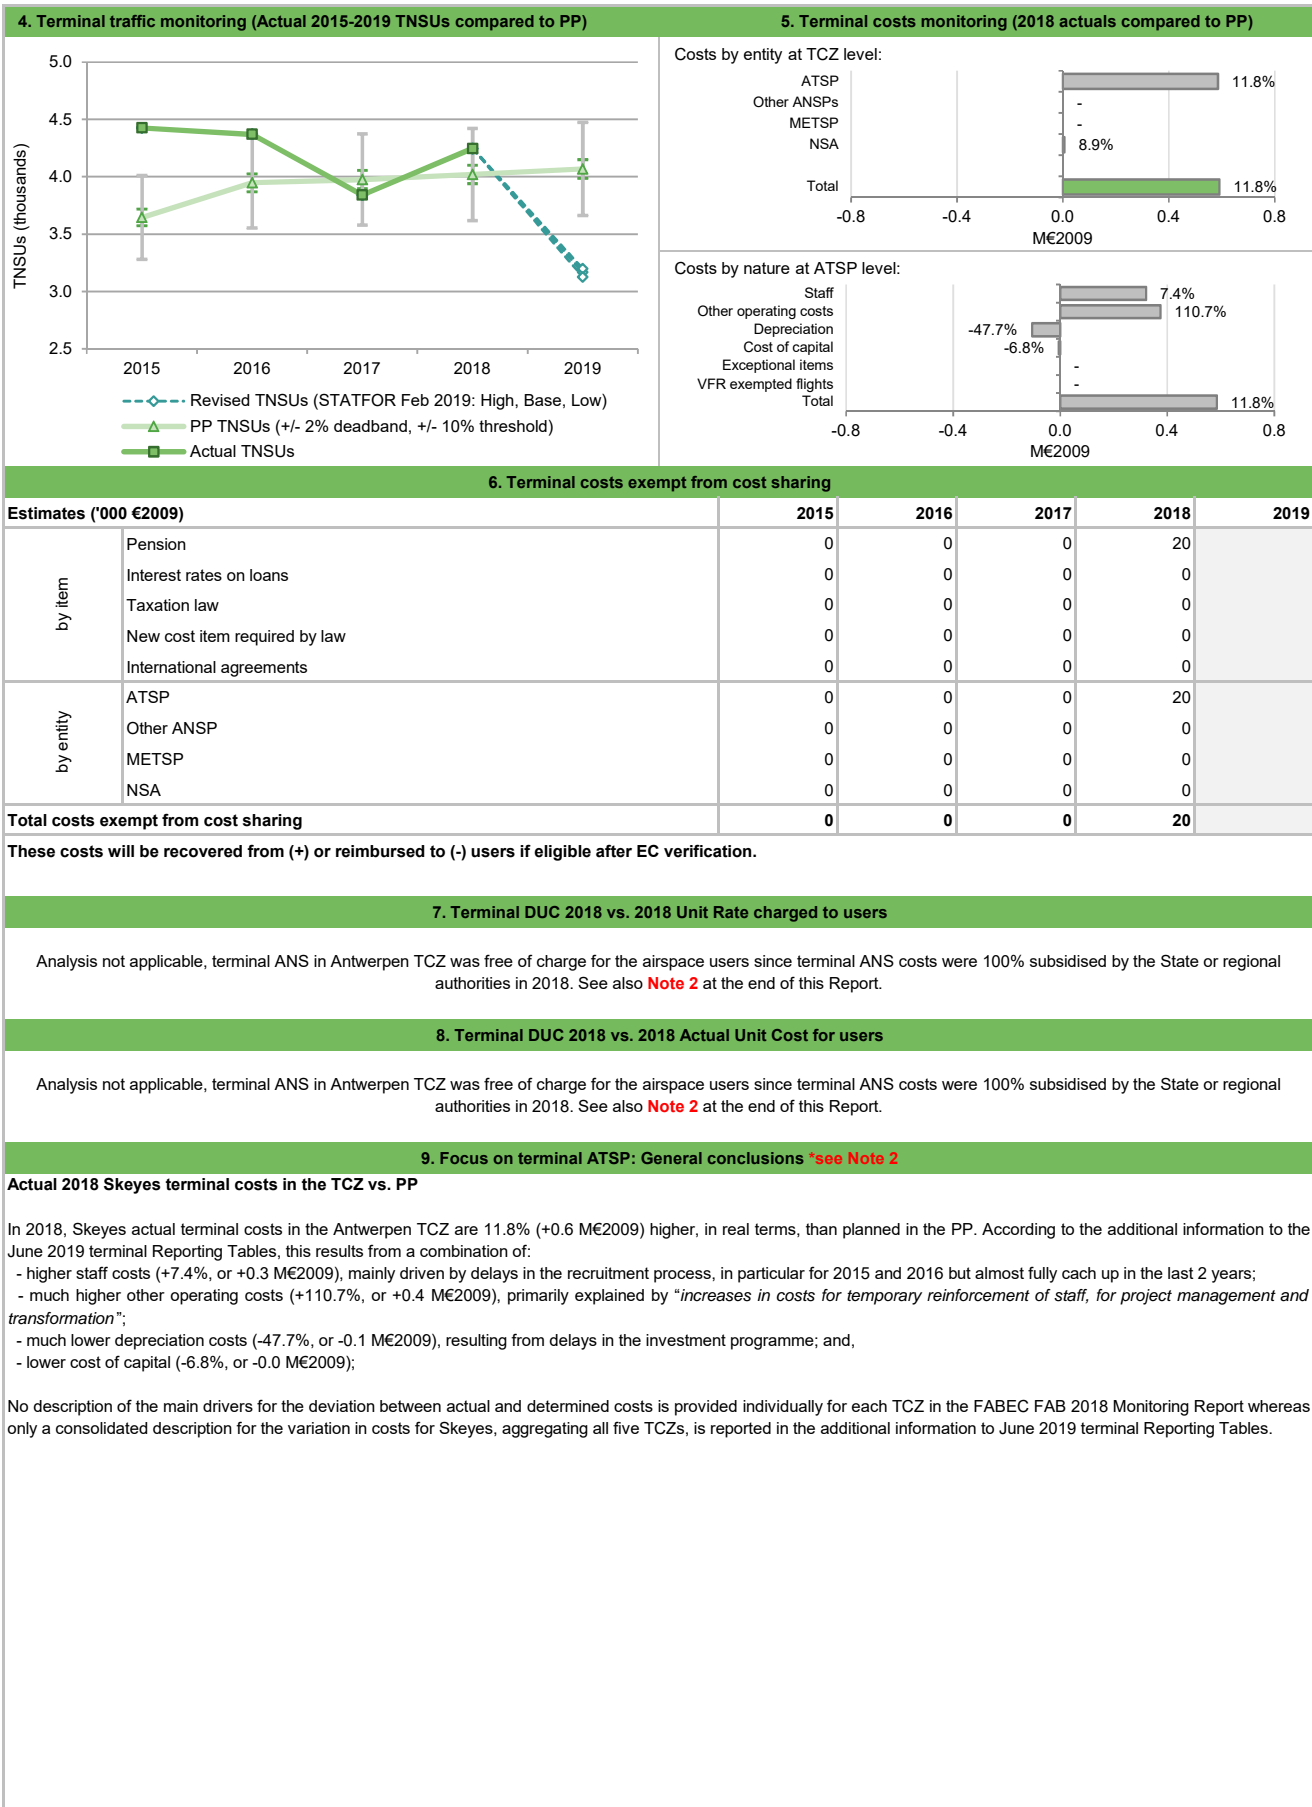 4. Terminal traffic monitoring (Actual 2015-2019 TNSUs compared to PP)
TNSUs (thousands)
5.0
4.5
4.0
3.5
3.0
2.5
2015 2016 2017 2018 2019
Revised TNSUs (STATFOR Feb 2019: High, Base, Low)
PP TNSUs (+/- 2% deadband, +/- 10% threshold)
Actual TNSUs
5. Terminal costs monitoring (2018 actuals compared to PP)
Costs by entity at TCZ level:
ATSP 11.8%
Other ANSPs -
METSP -
NSA 8.9%
Total 11.8%
-0.8 -0.4 0.0 0.4 0.8
M€2009
Costs by nature at ATSP level:
Staff 7.4%
Other operating costs 110.7%
Depreciation -47.7%
Cost of capital -6.8%
Exceptional items -
VFR exempted flights -
Total 11.8%
-0.8 -0.4 0.0 0.4 0.8
M€2009
6. Terminal costs exempt from cost sharing
Estimates ('000 €2009) 2015 2016 2017 2018 2019
by item
Pension 0 0 0 20
Interest rates on loans 0 0 0 0
Taxation law 0 0 0 0
New cost item required by law 0 0 0 0
International agreements 0 0 0 0
by entity
ATSP 0 0 0 20
Other ANSP 0 0 0 0
METSP 0 0 0 0
NSA 0 0 0 0
Total costs exempt from cost sharing 0 0 0 20
These costs will be recovered from (+) or reimbursed to (-) users if eligible after EC verification.
7. Terminal DUC 2018 vs. 2018 Unit Rate charged to users
Analysis not applicable, terminal ANS in Antwerpen TCZ was free of charge for the airspace users since terminal ANS costs were 100% subsidised by the State or regional
authorities in 2018. See also Note 2 at the end of this Report.
8. Terminal DUC 2018 vs. 2018 Actual Unit Cost for users
Analysis not applicable, terminal ANS in Antwerpen TCZ was free of charge for the airspace users since terminal ANS costs were 100% subsidised by the State or regional
authorities in 2018. See also Note 2 at the end of this Report.
9. Focus on terminal ATSP: General conclusions *see Note 2
Actual 2018 Skeyes terminal costs in the TCZ vs. PP
In 2018, Skeyes actual terminal costs in the Antwerpen TCZ are 11.8% (+0.6 M€2009) higher, in real terms, than planned in the PP. According to the additional information to the
June 2019 terminal Reporting Tables, this results from a combination of:
- higher staff costs (+7.4%, or +0.3 M€2009), mainly driven by delays in the recruitment process, in particular for 2015 and 2016 but almost fully cach up in the last 2 years;
- much higher other operating costs (+110.7%, or +0.4 M€2009), primarily explained by “increases in costs for temporary reinforcement of staff, for project management and
transformation”;
- much lower depreciation costs (-47.7%, or -0.1 M€2009), resulting from delays in the investment programme; and,
- lower cost of capital (-6.8%, or -0.0 M€2009);
No description of the main drivers for the deviation between actual and determined costs is provided individually for each TCZ in the FABEC FAB 2018 Monitoring Report whereas
only a consolidated description for the variation in costs for Skeyes, aggregating all five TCZs, is reported in the additional information to June 2019 terminal Reporting Tables.